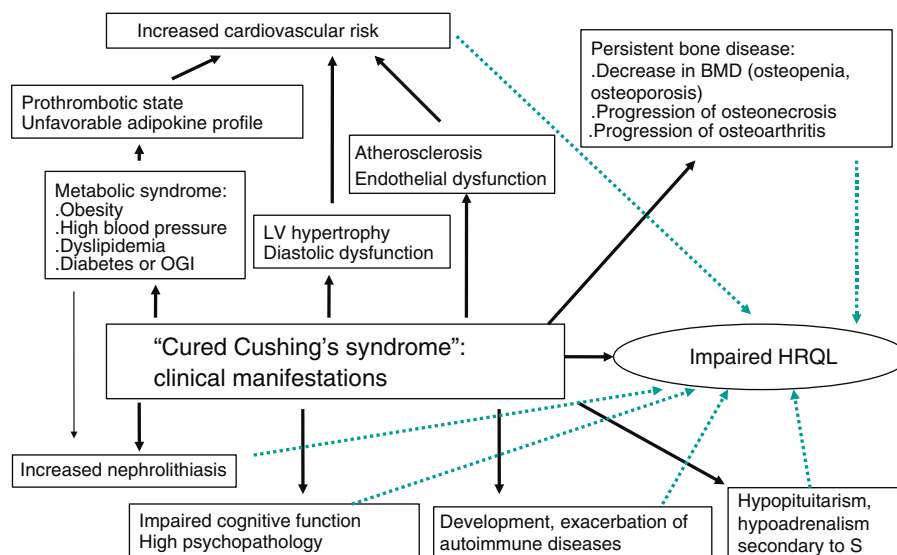 Increased cardiovascular risk
Persistent bone disease:
.Decrease in BMD (osteopenia,
osteoporosis)
.Progression of osteonecrosis
.Progression of osteoarthritis
Prothrombotic state
Unfavorable adipokine profile
Atherosclerosis
Endothelial dysfunction
Metabolic syndrome:
.Obesity
.High blood pressure
.Dyslipidemia
.Diabetes or OGI
LV hypertrophy
Diastolic dysfunction
“Cured Cushing’s syndrome”:
clinical manifestations
Impaired HRQL
Increased nephrolithiasis
Impaired cognitive function
High psychopathology
Development, exacerbation of
autoimmune diseases
Hypopituitarism,
hypoadrenalism
secondary to S